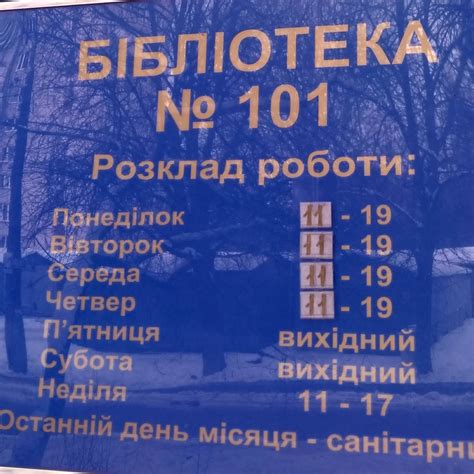 БІБЛІОТЕКА
№ 101
Розклад роботи:
Понеділок 11 - 19
Вівторок 11 - 19
Середа 11 - 19
Четвер 11 - 19
П'ятниця вихідний
Субота вихідний
Неділя 11 - 17
Останній день місяця - санітарн